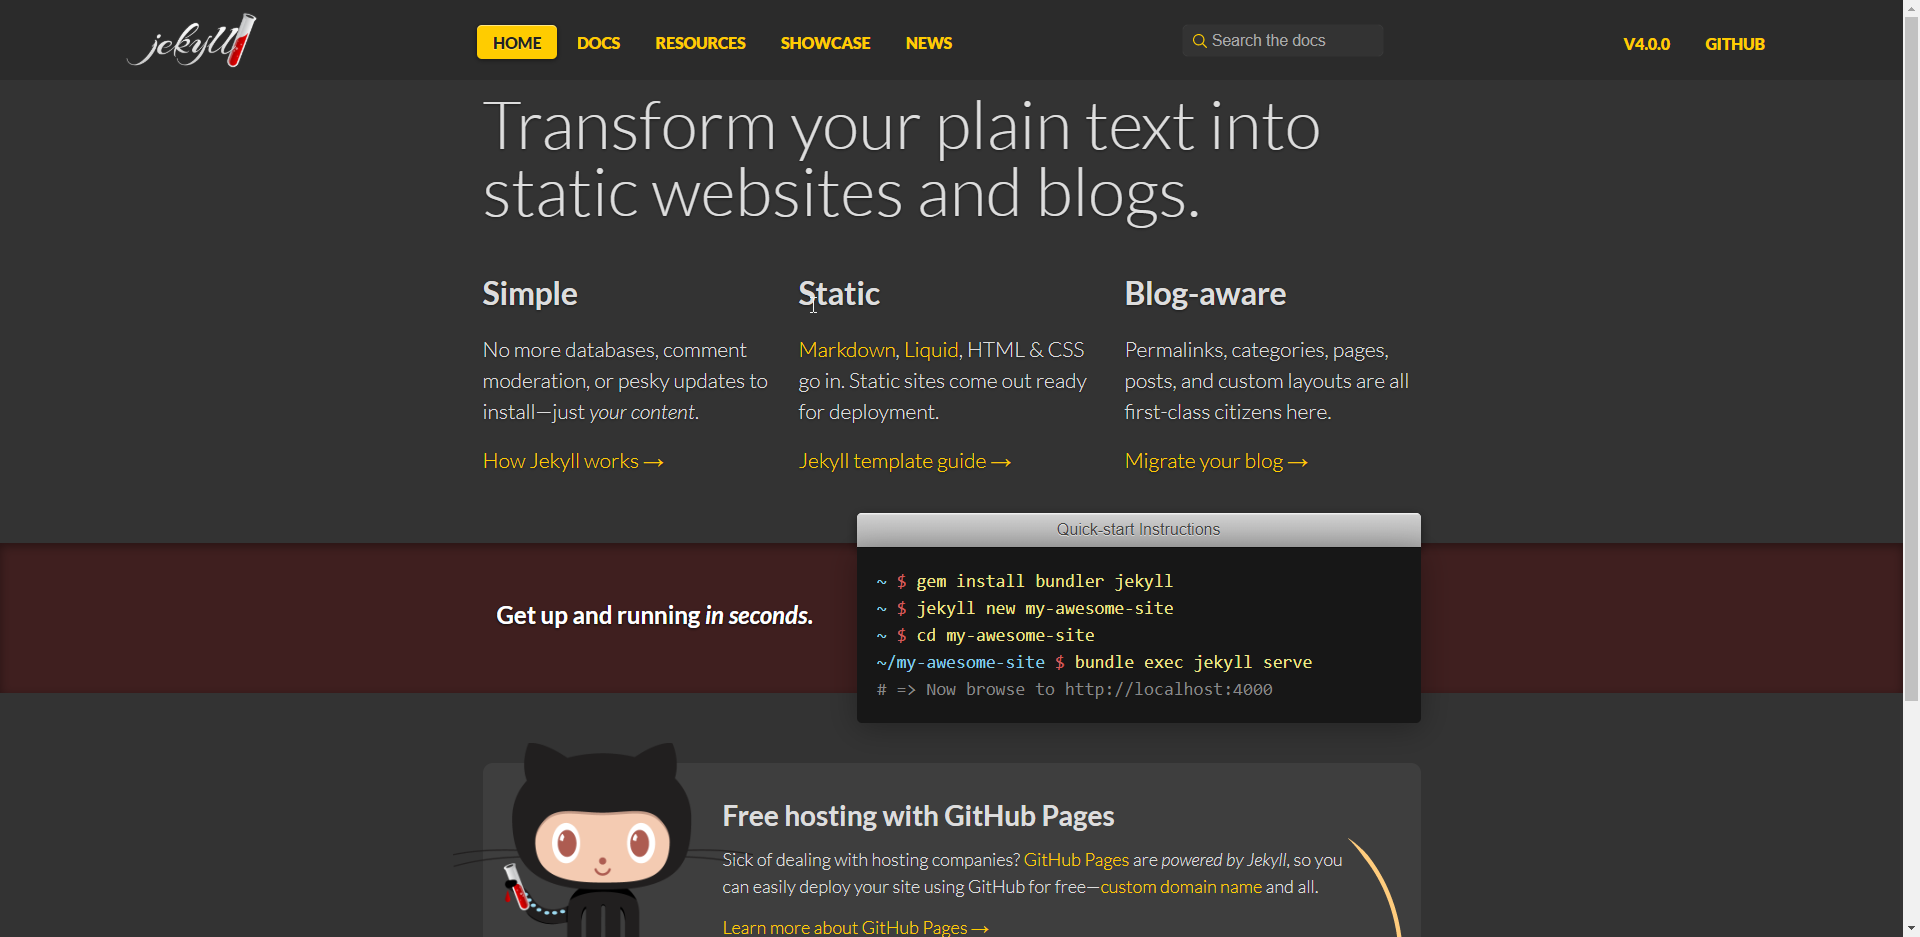 jekyll
HOME DOCS RESOURCES SHOWCASE NEWS
Search the docs
V4.0.0 GITHUB
Transform your plain text into
static websites and blogs.
Simple
No more databases, comment
moderation, or pesky updates to
install—just your content.
How Jekyll works →
Static
Markdown, Liquid, HTML & CSS
go in. Static sites come out ready
for deployment.
Jekyll template guide →
Blog-aware
Permalinks, categories, pages,
posts, and custom layouts are all
first-class citizens here.
Migrate your blog →
Get up and running in seconds.
Quick-start Instructions
~ $ gem install bundler jekyll
~ $ jekyll new my-awesome-site
~ $ cd my-awesome-site
~/my-awesome-site $ bundle exec jekyll serve
# => Now browse to http://localhost:4000
Free hosting with GitHub Pages
Sick of dealing with hosting companies? GitHub Pages are powered by Jekyll, so you
can easily deploy your site using GitHub for free—custom domain name and all.
Learn more about GitHub Pages →